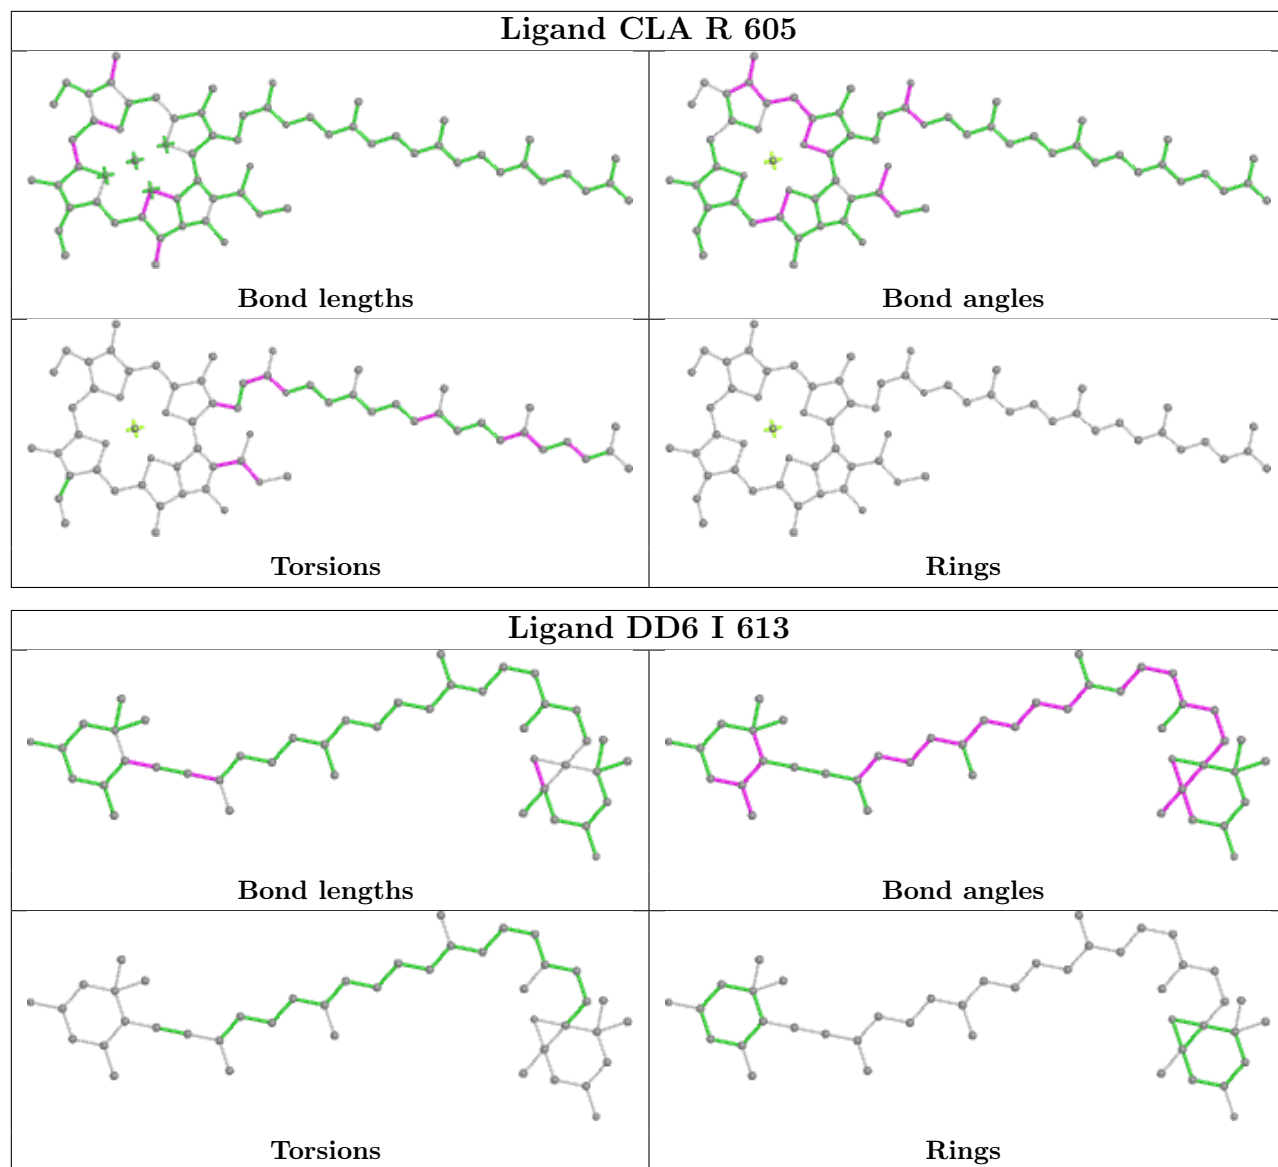 Ligand CLA R 605
Bond lengths
Bond angles
Torsions
Rings
Ligand DD6 I 613
Bond lengths
Bond angles
Torsions
Rings